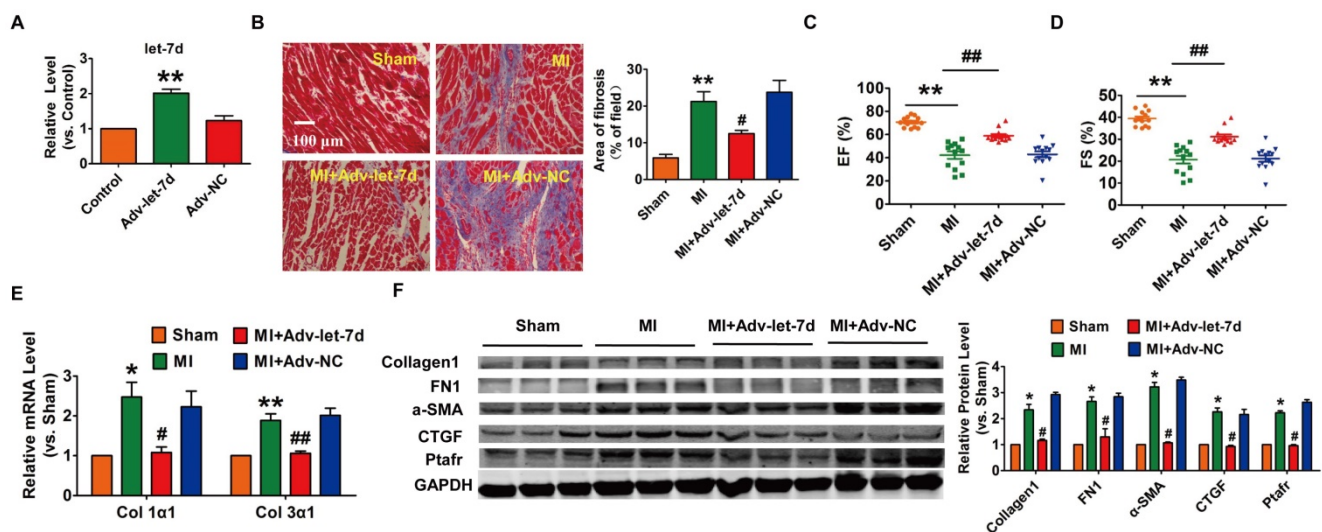 A
let-7d
Relative Level
(vs. Control)
3
2
1
0
**
Control
Adv-let-7d
Adv-NC
B
Sham
100 μm
MI
MI+Adv-let-7d
MI+Adv-NC
Area of fibrosis
(% of field)
30
20
10
0
**
#
Sham
MI
MI+Adv-let-7d
MI+Adv-NC
C
EF (%)
100
80
60
40
20
0
**
##
Sham
MI
MI+Adv-let-7d
MI+Adv-NC
D
FS (%)
50
40
30
20
10
0
**
##
Sham
MI
MI+Adv-let-7d
MI+Adv-NC
E
Sham
MI+Adv-let-7d
MI
MI+Adv-NC
Relative mRNA Level
(vs. Sham)
3
2
1
0
*
#
**
##
Col 1α1
Col 3α1
F
Sham
MI
MI+Adv-let-7d
MI+Adv-NC
Collagen1
FN1
a-SMA
CTGF
Ptafr
GAPDH
Sham
MI+Adv-let-7d
MI
MI+Adv-NC
Relative Protein Level
(vs. Sham)
4
3
2
1
0
*
#
*
#
*
#
*
#
*
#
Collagen1
FN1
α-SMA
CTGF
Ptafr